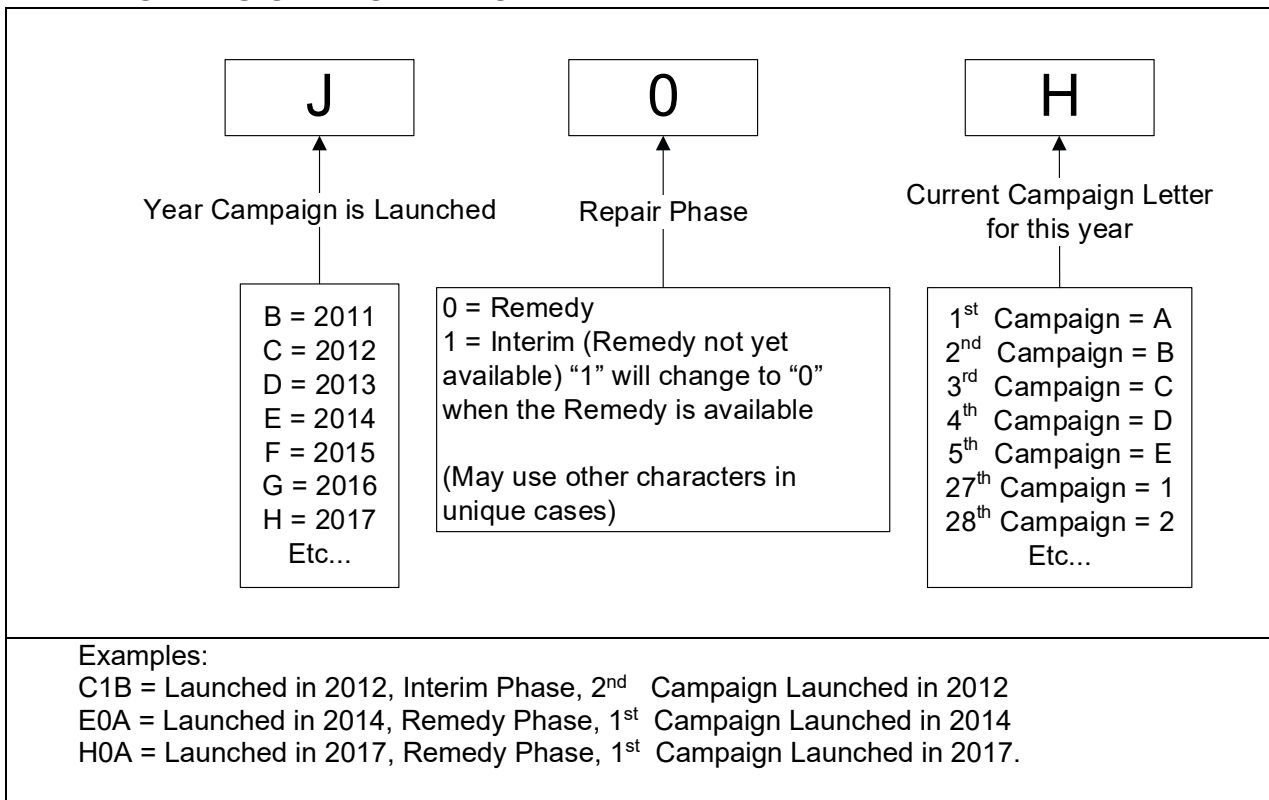 J
0
H
Year Campaign is Launched
Repair Phase
Current Campaign Letter
for this year
B = 2011
C = 2012
D = 2013
E = 2014
F = 2015
G = 2016
H = 2017
Etc...
0 = Remedy
1 = Interim (Remedy not yet
available) “1” will change to “0”
when the Remedy is available
(May use other characters in
unique cases)
1st Campaign = A
2nd Campaign = B
3rd Campaign = C
4th Campaign = D
5th Campaign = E
27th Campaign = 1
28th Campaign = 2
Etc...
Examples:
C1B = Launched in 2012, Interim Phase, 2nd Campaign Launched in 2012
E0A = Launched in 2014, Remedy Phase, 1st Campaign Launched in 2014
H0A = Launched in 2017, Remedy Phase, 1st Campaign Launched in 2017.